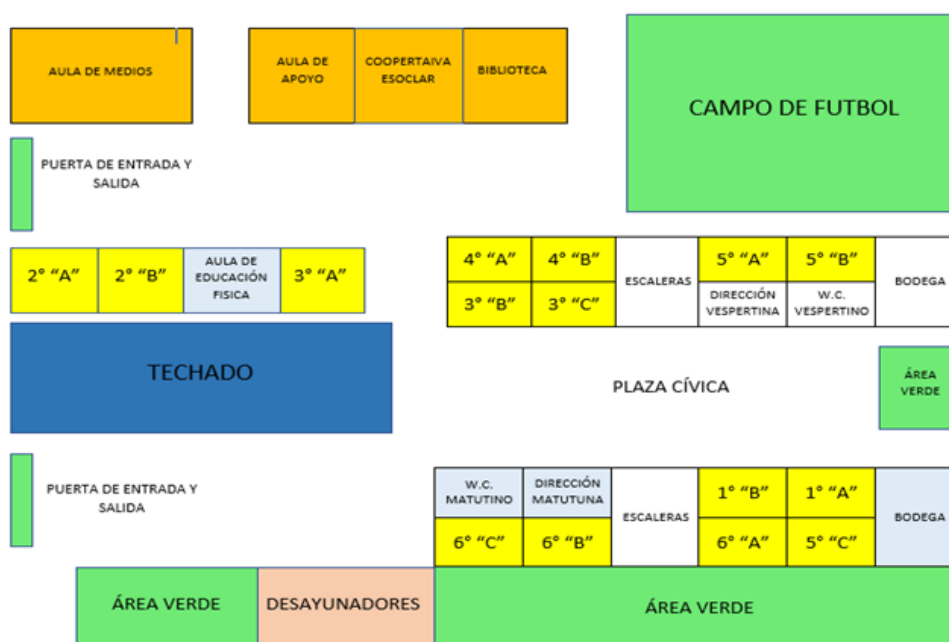 AULA DE MEDIOS
AULA DE
APOYO
COOPERTAIVA
ESOCLAR
BIBLIOTECA
CAMPO DE FUTBOL
PUERTA DE ENTRADA Y
SALIDA
2° “A”
2° “B”
AULA DE
EDUCACIÓN
FISICA
3° “A”
4° “A”
4° “B”
ESCALERAS
5° “A”
5° “B”
BODEGA
3° “B”
3° “C”
DIRECCIÓN
VESPERTINA
W.C.
VESPERTINO
TECHADO
PLAZA CÍVICA
ÁREA
VERDE
PUERTA DE ENTRADA Y
SALIDA
W.C.
MATUTINO
DIRECCIÓN
MATUTUNA
ESCALERAS
1° “B”
1° “A”
BODEGA
6° “C”
6° “B”
6° “A”
5° “C”
ÁREA VERDE
DESAYUNADORES
ÁREA VERDE